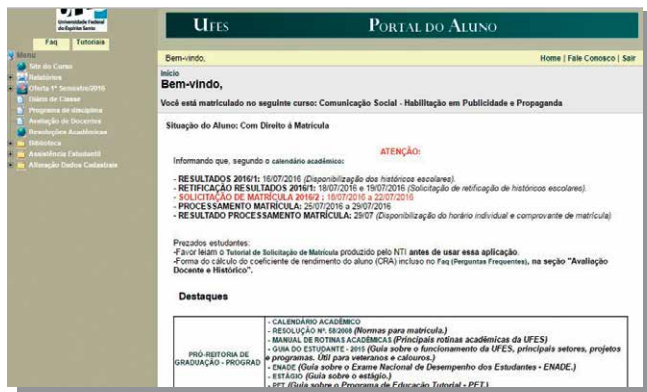 Universidade Federal
do Espírito Santo
Faq Tutoriais
Menu
Site do Curso
Relatórios
Oferta 1º Semestre/2016
Diário de Classe
Programa de disciplina
Avaliação de Docentes
Resoluções Acadêmicas
Biblioteca
Assistência Estudantil
Alteração Dados Cadastrais
UFES PORTAL DO ALUNO
Bem-vindo, Home | Fale Conosco | Sair
Início
Bem-vindo,
Você está matriculado no seguinte curso: Comunicação Social - Habilitação em Publicidade e Propaganda
Situação do Aluno: Com Direito á Matrícula
ATENÇÃO:
Informando que, segundo o calendário acadêmico:
- RESULTADOS 2016/1: 16/07/2016 (Disponibilização dos históricos escolares).
- RETIFICAÇÃO RESULTADOS 2016/1: 18/07/2016 e 19/07/2016 (Solicitação de retificação de históricos escolares).
- SOLICITAÇÃO DE MATRÍCULA 2016/2 : 18/07/2016 a 22/07/2016
- PROCESSAMENTO MATRÍCULA: 25/07/2016 a 29/07/2016
- RESULTADO PROCESSAMENTO MATRÍCULA: 29/07 (Disponibilização do horário individual e comprovante de matrícula)
Prezados estudantes:
-Favor leiam o Tutorial de Solicitação de Matrícula produzido pelo NTI antes de usar essa aplicação.
-Forma do cálculo do coeficiente de rendimento do aluno (CRA) incluso no Faq (Perguntas Frequentes), na seção "Avaliação
Docente e Histórico".
Destaques
PRÓ-REITORIA DE
GRADUAÇÃO - PROGRAD
- CALENDÁRIO ACADÊMICO
- RESOLUÇÃO Nº. 58/2008 (Normas para matrícula.)
- MANUAL DE ROTINAS ACADÊMICAS (Principais rotinas acadêmicas da UFES)
- GUIA DO ESTUDANTE - 2015 (Guia sobre o funcionamento da UFES, principais setores, projetos
e programas. Útil para veteranos e calouros.)
- ENADE (Guia sobre o Exame Nacional de Desempenho dos Estudantes - ENADE.)
- ESTÁGIO (Guia sobre o estágio.)
- PET (Guia sobre o Programa de Educação Tutorial - PET.)